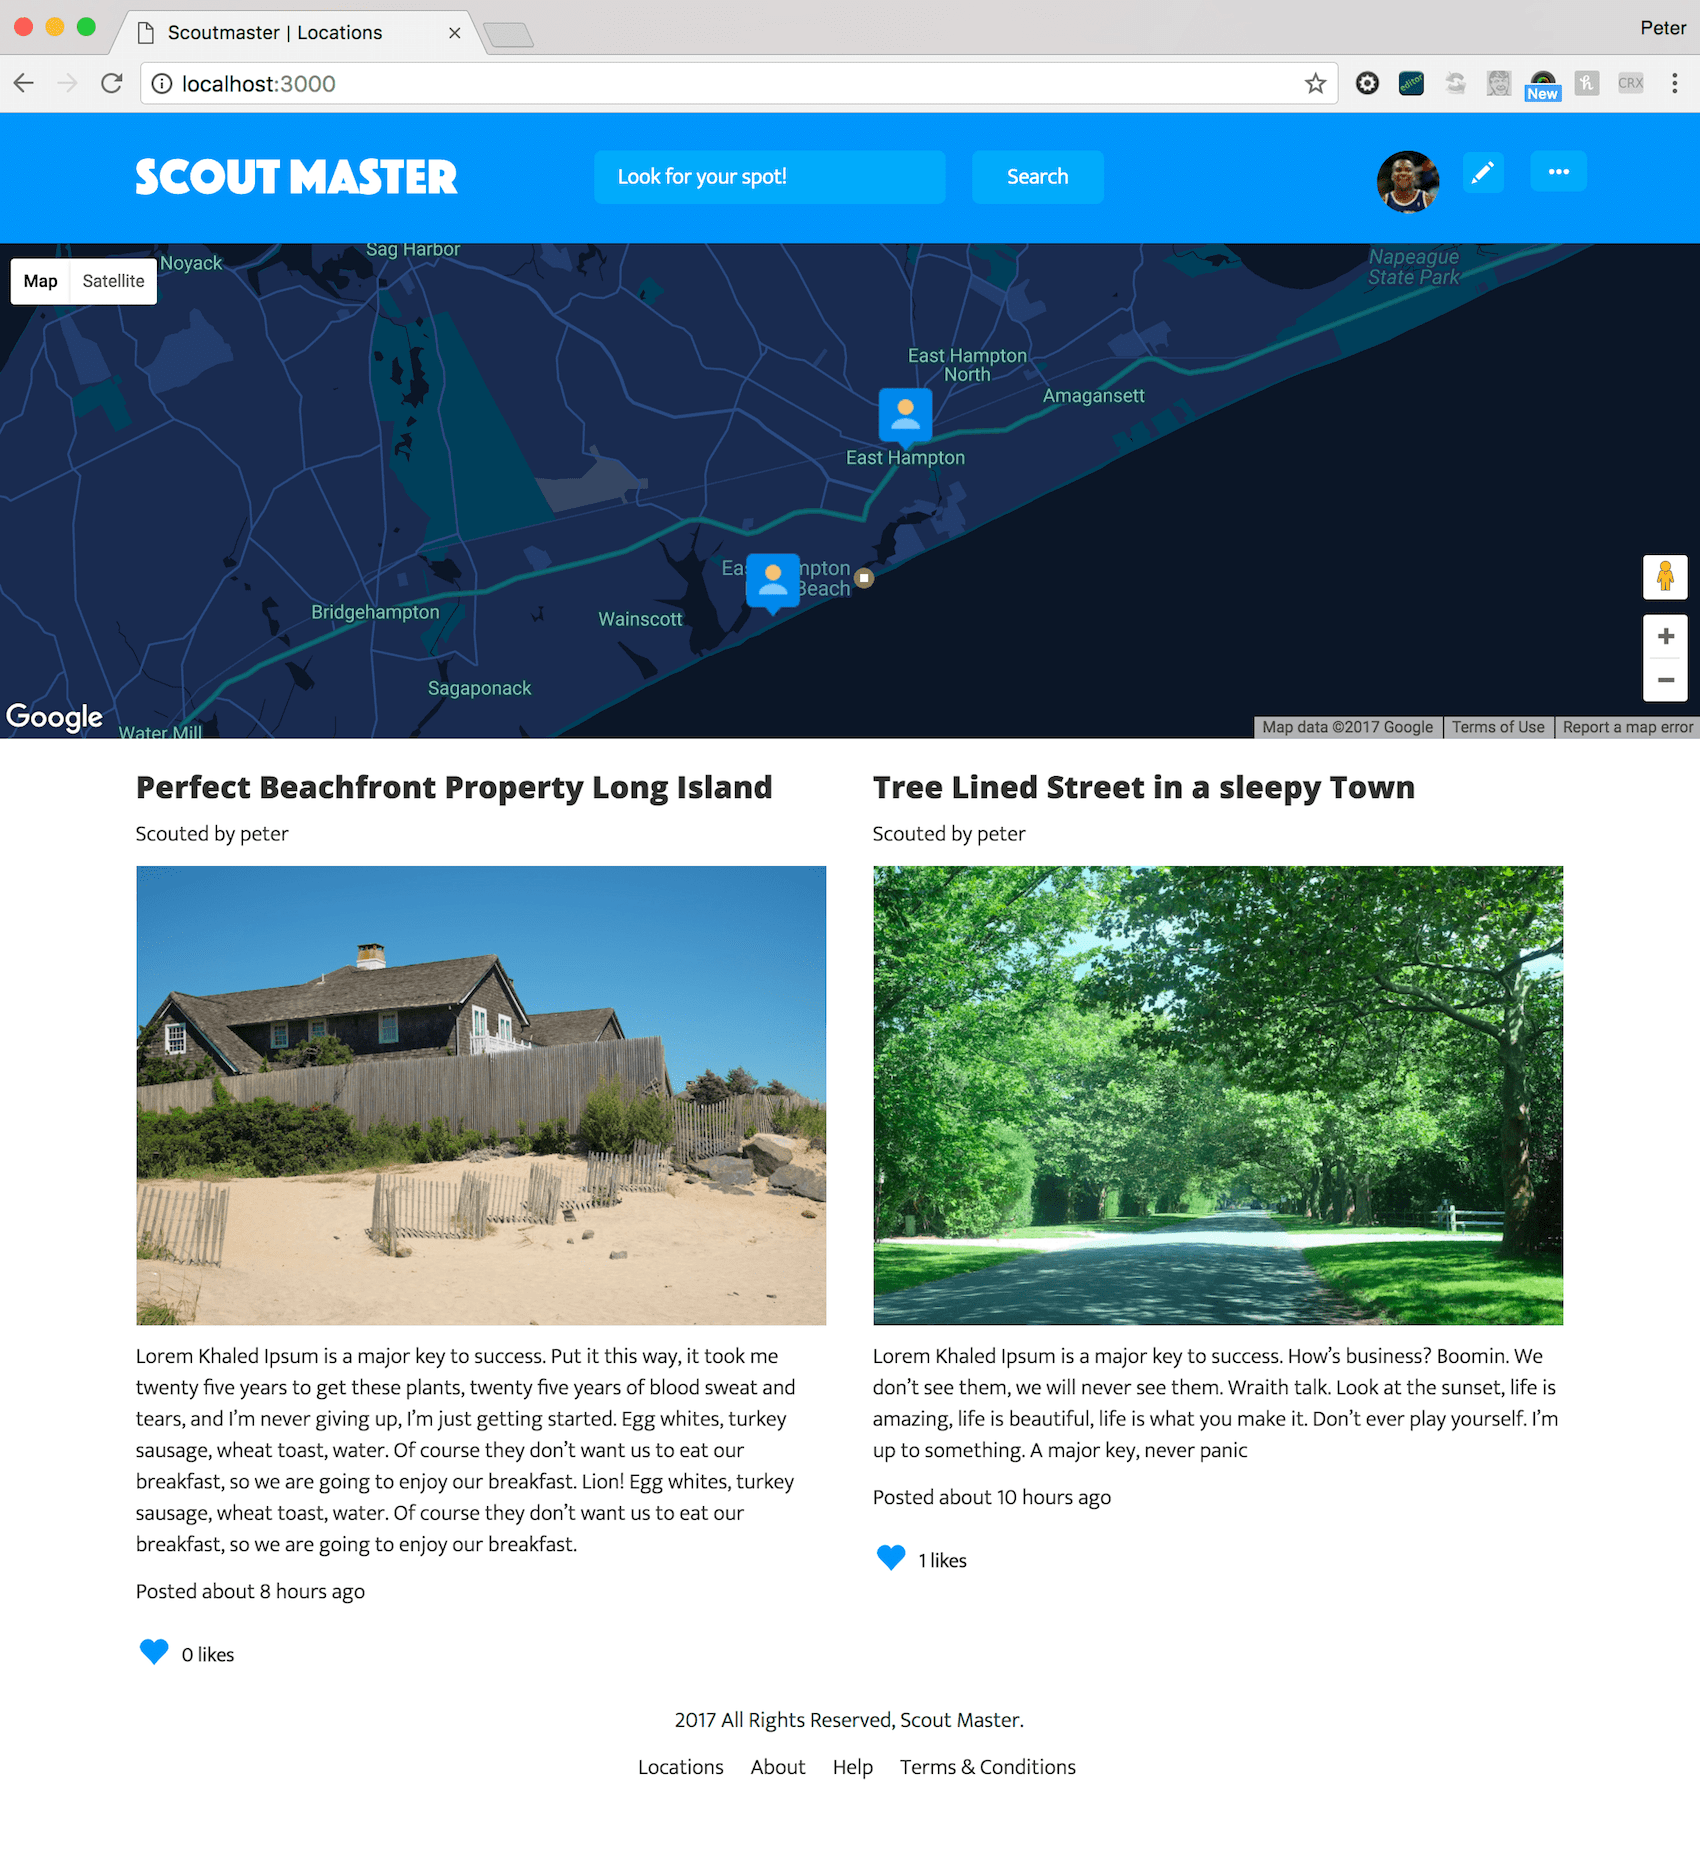 Scoutmaster | Locations
Peter
localhost:3000
editor
New
CRX
SCOUT MASTER
Look for your spot!
Search
Map
Satellite
Noyack
Sag Harbor
Napeague
State Park
East Hampton
North
Amagansett
East Hampton
Bridgehampton
Wainscott
Beach
Sagaponack
Google
Water Mill
Map data ©2017 Google
Terms of Use
Report a map error
Perfect Beachfront Property Long Island
Scouted by peter
Lorem Khaled Ipsum is a major key to success. Put it this way, it took me
twenty five years to get these plants, twenty five years of blood sweat and
tears, and I’m never giving up, I’m just getting started. Egg whites, turkey
sausage, wheat toast, water. Of course they don’t want us to eat our
breakfast, so we are going to enjoy our breakfast. Lion! Egg whites, turkey
sausage, wheat toast, water. Of course they don’t want us to eat our
breakfast, so we are going to enjoy our breakfast.
Posted about 8 hours ago
0 likes
Tree Lined Street in a sleepy Town
Scouted by peter
Lorem Khaled Ipsum is a major key to success. How’s business? Boomin. We
don’t see them, we will never see them. Wraith talk. Look at the sunset, life is
amazing, life is beautiful, life is what you make it. Don’t ever play yourself. I’m
up to something. A major key, never panic
Posted about 10 hours ago
1 likes
2017 All Rights Reserved, Scout Master.
Locations
About
Help
Terms & Conditions